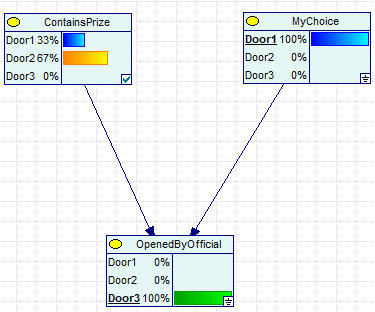 ContainsPrize
Door1 33%
Door2 67%
Door3 0%
MyChoice
Door1 100%
Door2 0%
Door3 0%
OpenedByOfficial
Door1 0%
Door2 0%
Door3 100%